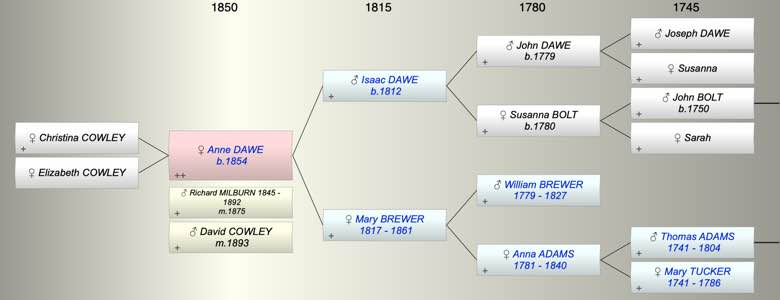 1850
1815
1780
1745
♀ Christina COWLEY
+
♀ Elizabeth COWLEY
♀ Anne DAWE
b.1854
++
♂ Richard MILBURN 1845 -
1892
m.1875
+
♂ David COWLEY
m.1893
+
♂ Isaac DAWE
b.1812
+
♀ Mary BREWER
1817 - 1861
+
♂ John DAWE
b.1779
+
♀ Susanna BOLT
b.1780
+
♂ William BREWER
1779 - 1827
+
♀ Anna ADAMS
1781 - 1840
+
♂ Joseph DAWE
+
♀ Susanna
+
♂ John BOLT
b.1750
+
♀ Sarah
+
♂ Thomas ADAMS
1741 - 1804
+
♀ Mary TUCKER
1741 - 1786
+